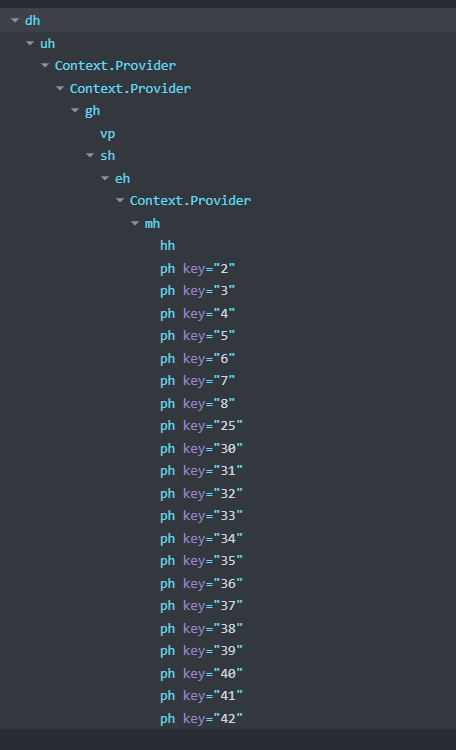 dh
uh
Context.Provider
Context.Provider
gh
vp
sh
eh
Context.Provider
mh
hh
ph key="2"
ph key="3"
ph key="4"
ph key="5"
ph key="6"
ph key="7"
ph key="8"
ph key="25"
ph key="30"
ph key="31"
ph key="32"
ph key="33"
ph key="34"
ph key="35"
ph key="36"
ph key="37"
ph key="38"
ph key="39"
ph key="40"
ph key="41"
ph key="42"